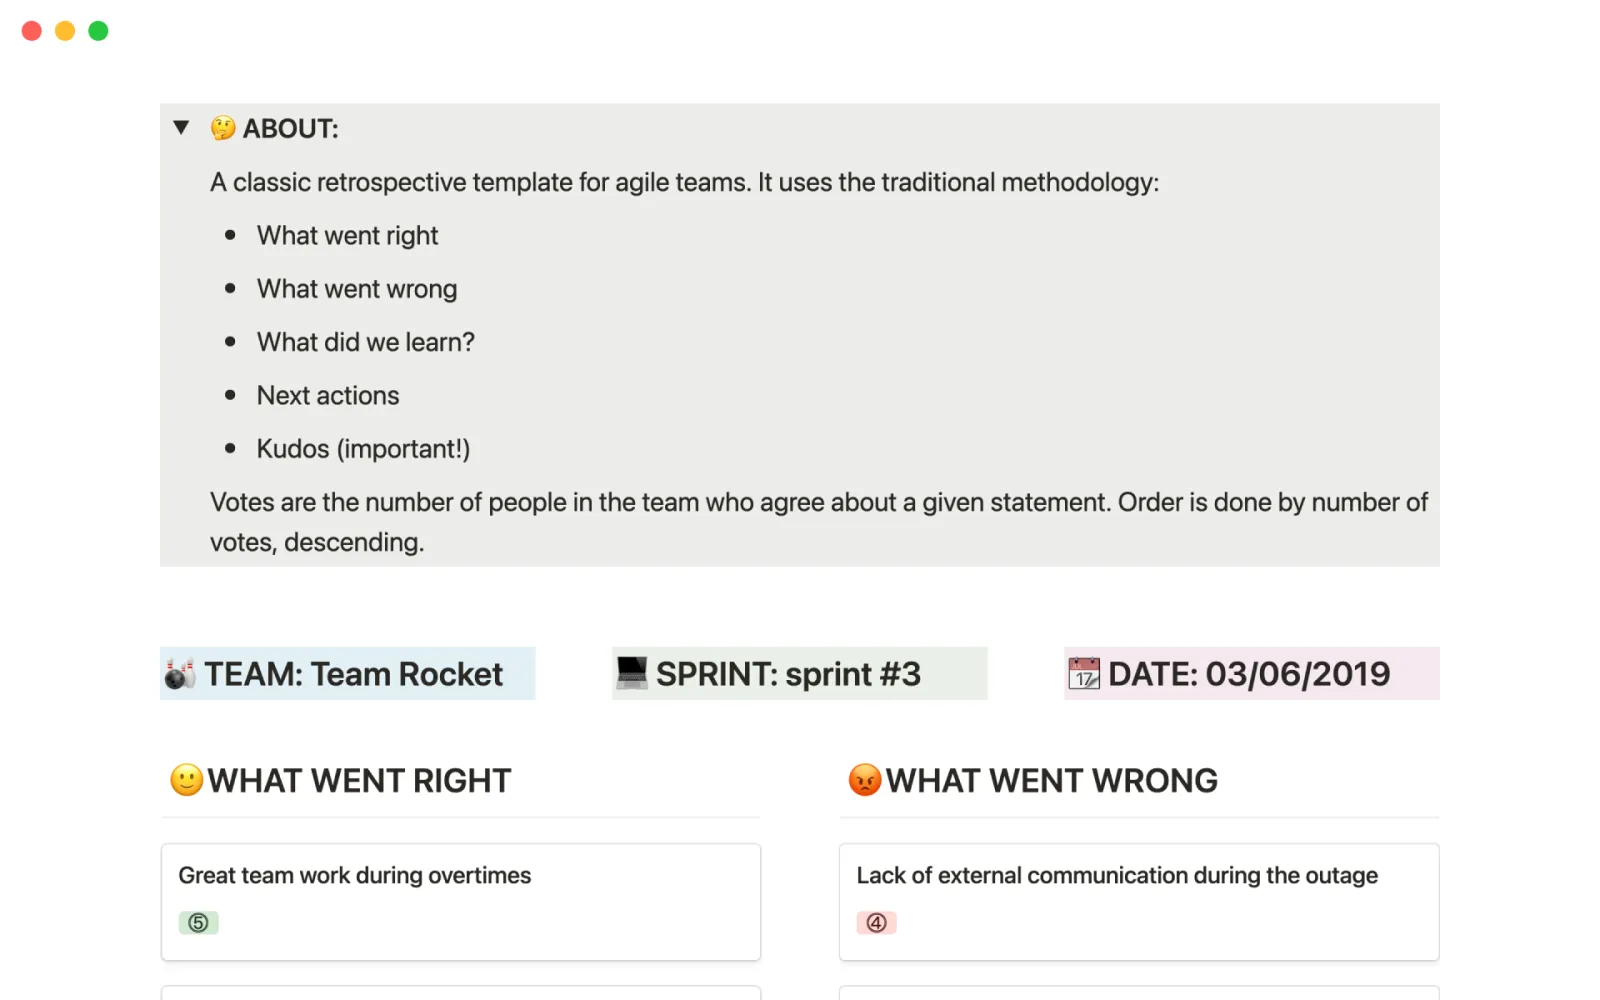 ▼ 🤔 ABOUT:
A classic retrospective template for agile teams. It uses the traditional methodology:
• What went right
• What went wrong
• What did we learn?
• Next actions
• Kudos (important!)
Votes are the number of people in the team who agree about a given statement. Order is done by number of
votes, descending.
🎳 TEAM: Team Rocket
💻 SPRINT: sprint #3
📆 DATE: 03/06/2019
🙂WHAT WENT RIGHT
Great team work during overtimes
⑤
😡WHAT WENT WRONG
Lack of external communication during the outage
④